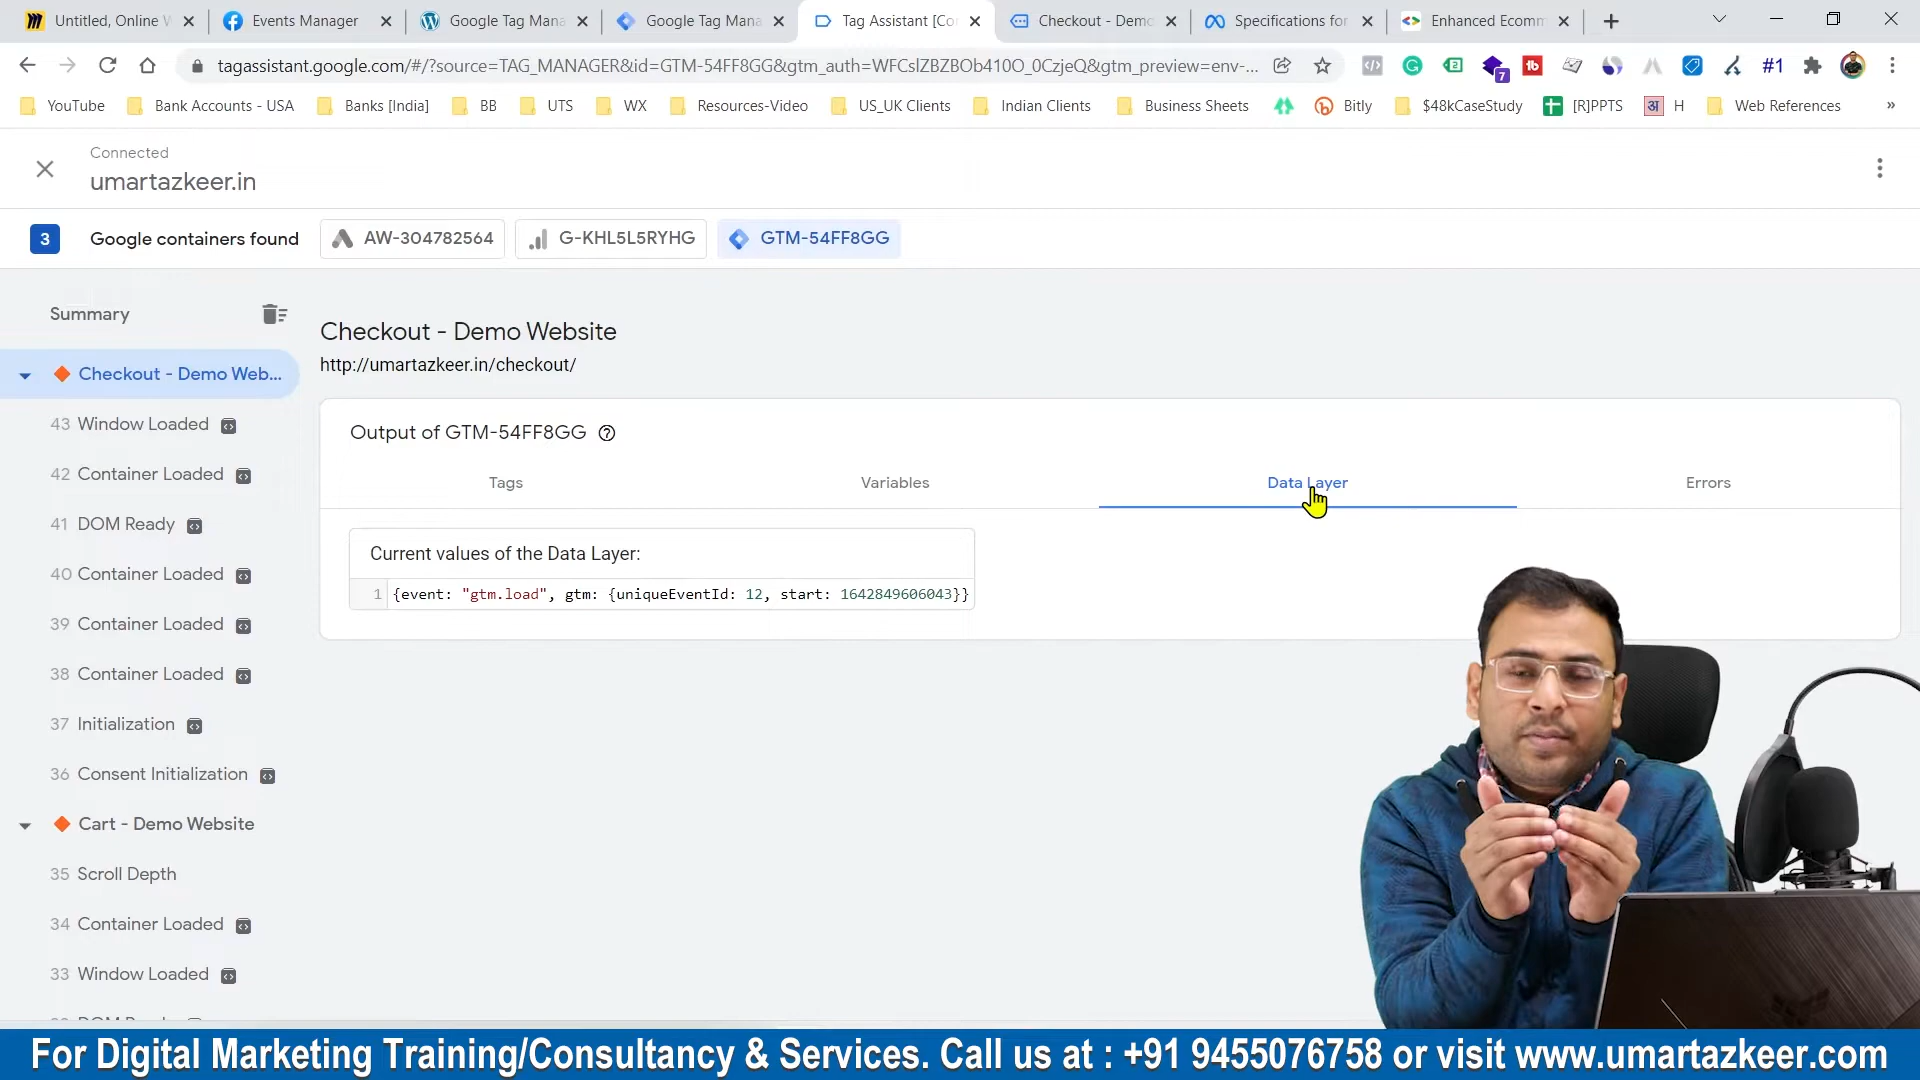 Untitled, Online W
Events Manager
Google Tag Mana
Google Tag Mana
Tag Assistant [Co
Checkout - Demo
Specifications for
Enhanced Ecomm
tagassistant.google.com/#/?source=TAG_MANAGER&id=GTM-54FF8GG&gtm_auth=WFCslZBZBOb410O_0CzjeQ&gtm_preview=env-...
7
#1
YouTube
Bank Accounts - USA
Banks [India]
BB
UTS
WX
Resources-Video
US_UK Clients
Indian Clients
Business Sheets
Bitly
$48kCaseStudy
[R]PPTS
अ
H
Web References
»
Connected
umartazkeer.in
3
Google containers found
AW-304782564
G-KHL5L5RYHG
GTM-54FF8GG
Summary
Checkout - Demo Web...
43 Window Loaded
42 Container Loaded
41 DOM Ready
40 Container Loaded
39 Container Loaded
38 Container Loaded
37 Initialization
36 Consent Initialization
Cart - Demo Website
35 Scroll Depth
34 Container Loaded
33 Window Loaded
Checkout - Demo Website
http://umartazkeer.in/checkout/
Output of GTM-54FF8GG
Tags
Variables
Data Layer
Errors
Current values of the Data Layer:
1 {event: "gtm.load", gtm: {uniqueEventId: 12, start: 1642849606043}}
For Digital Marketing Training/Consultancy & Services. Call us at : +91 9455076758 or visit www.umartazkeer.com